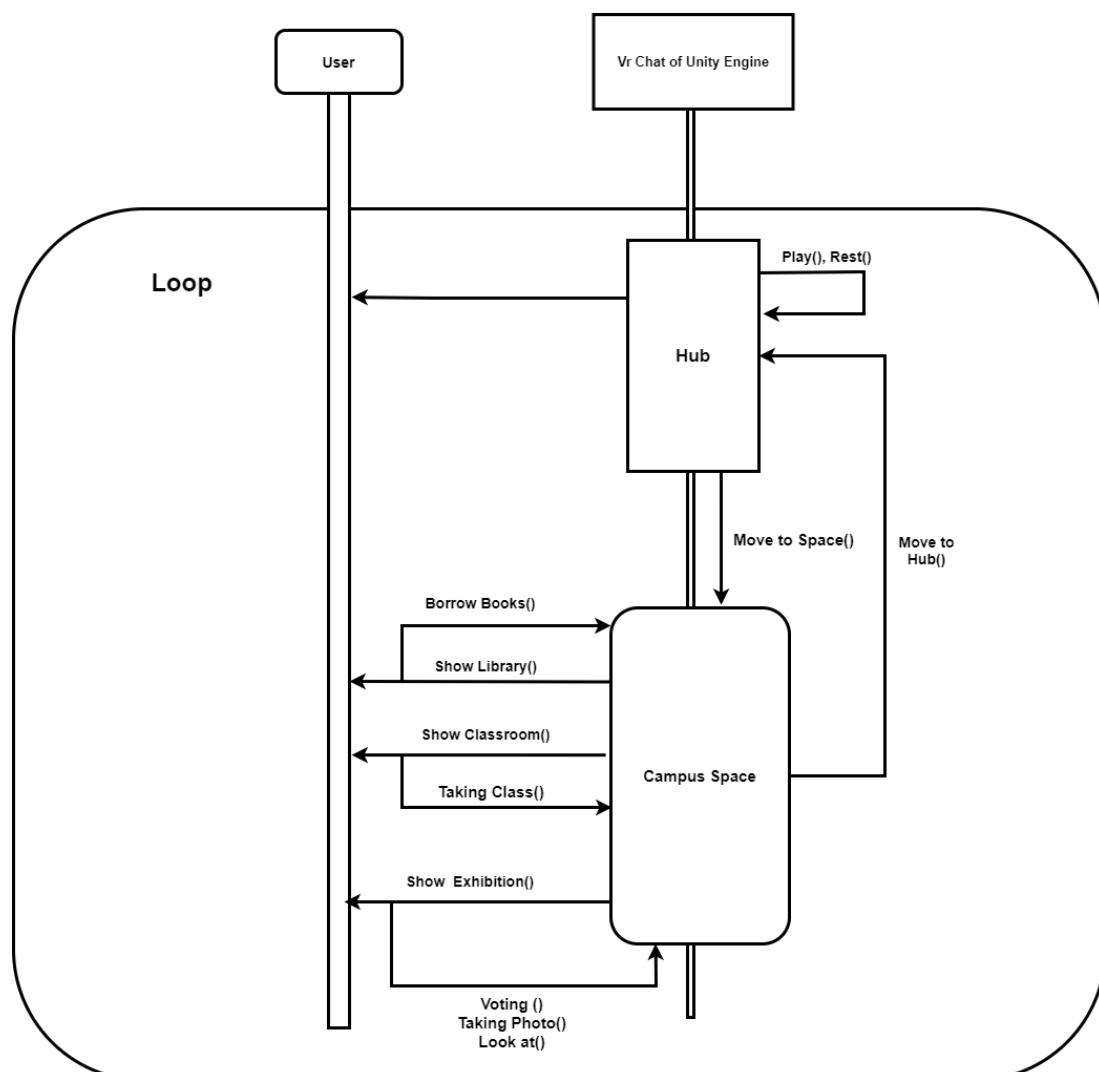 User
Vr Chat of Unity Engine
Loop
Play(), Rest()
Hub
Move to Space()
Move to
Hub()
Borrow Books()
Show Library()
Show Classroom()
Taking Class()
Campus Space
Show Exhibition()
Voting ()
Taking Photo()
Look at()